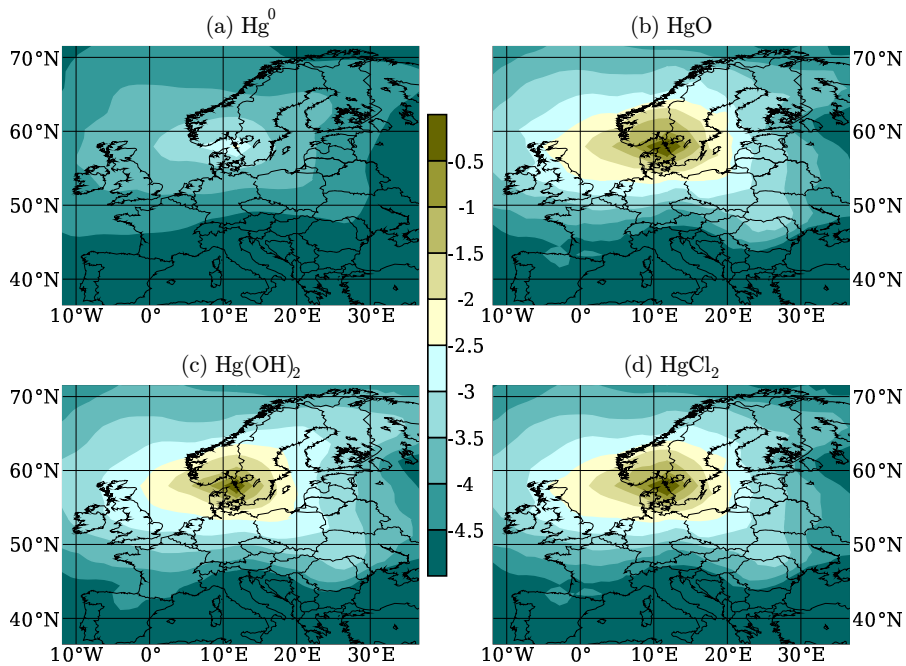 (a) Hg⁰ (b) HgO
70°N 70°N
60°N 60°N
50°N 50°N
40°N 40°N
10°W 0° 10°E 20°E 30°E 10°W 0° 10°E 20°E 30°E
-0.5
-1
-1.5
-2
-2.5
-3
-3.5
-4
-4.5
(c) Hg(OH)₂ (d) HgCl₂
70°N 70°N
60°N 60°N
50°N 50°N
40°N 40°N
10°W 0° 10°E 20°E 30°E 10°W 0° 10°E 20°E 30°E